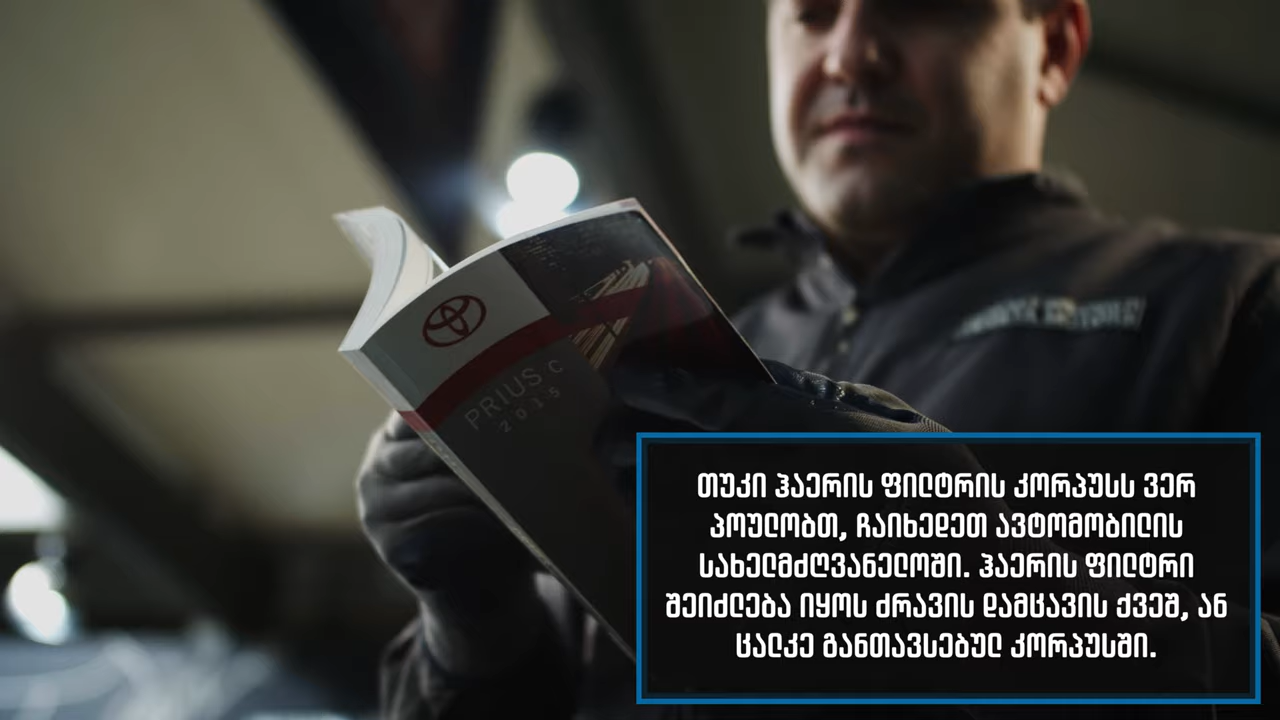 PRIUS c
2015
თუკი ჰაერის ფილტრის კორპუსს ვერ
პოულობთ, ჩაიხედეთ ავტომობილის
სახელმძღვანელოში. ჰაერის ფილტრი
შეიძლება იყოს ძრავის დამცავის ქვეშ, ან
ცალკე განთავსებულ კორპუსში.